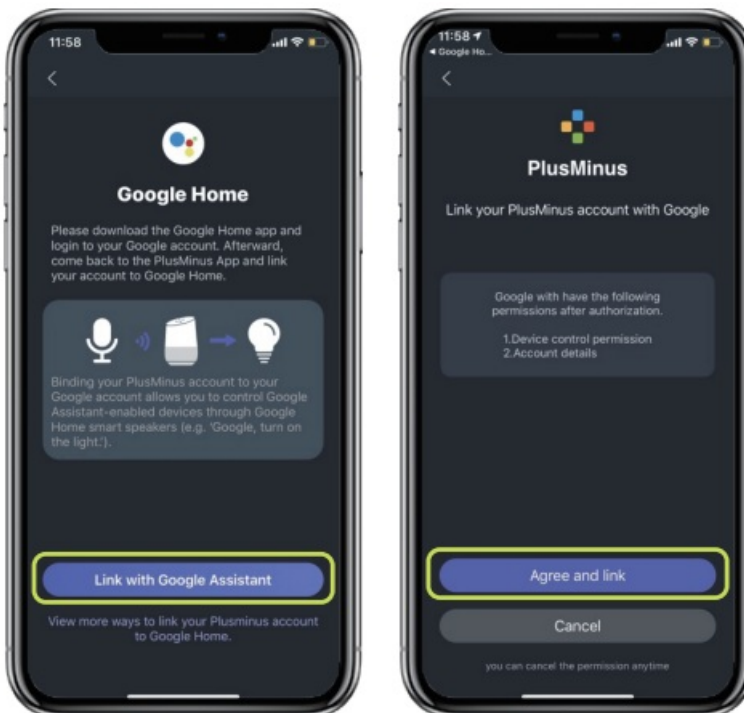 11:58
Google Home
Please download the Google Home app and
login to your Google account. Afterward,
come back to the PlusMinus App and link
your account to Google Home.
Binding your PlusMinus account to your
Google account allows you to control Google
Assistant-enabled devices through Google
Home smart speakers (e.g. 'Google, turn on
the light.').
Link with Google Assistant
View more ways to link your Plusminus account
to Google Home.
11:58
Google Ho...
PlusMinus
Link your PlusMinus account with Google
Google with have the following
permissions after authorization.
1.Device control permission
2.Account details
Agree and link
Cancel
you can cancel the permission anytime